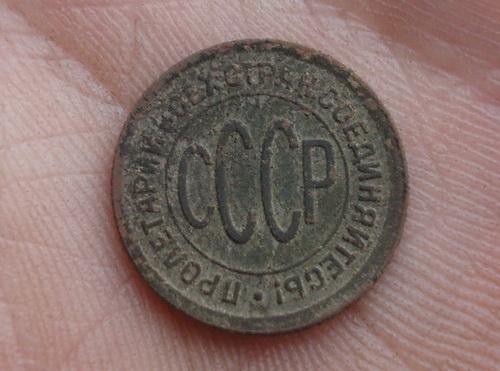 ПРОЛЕТАРИИ ВСЕХ СТРАН, СОЕДИНЯЙТЕСЬ!
СССР